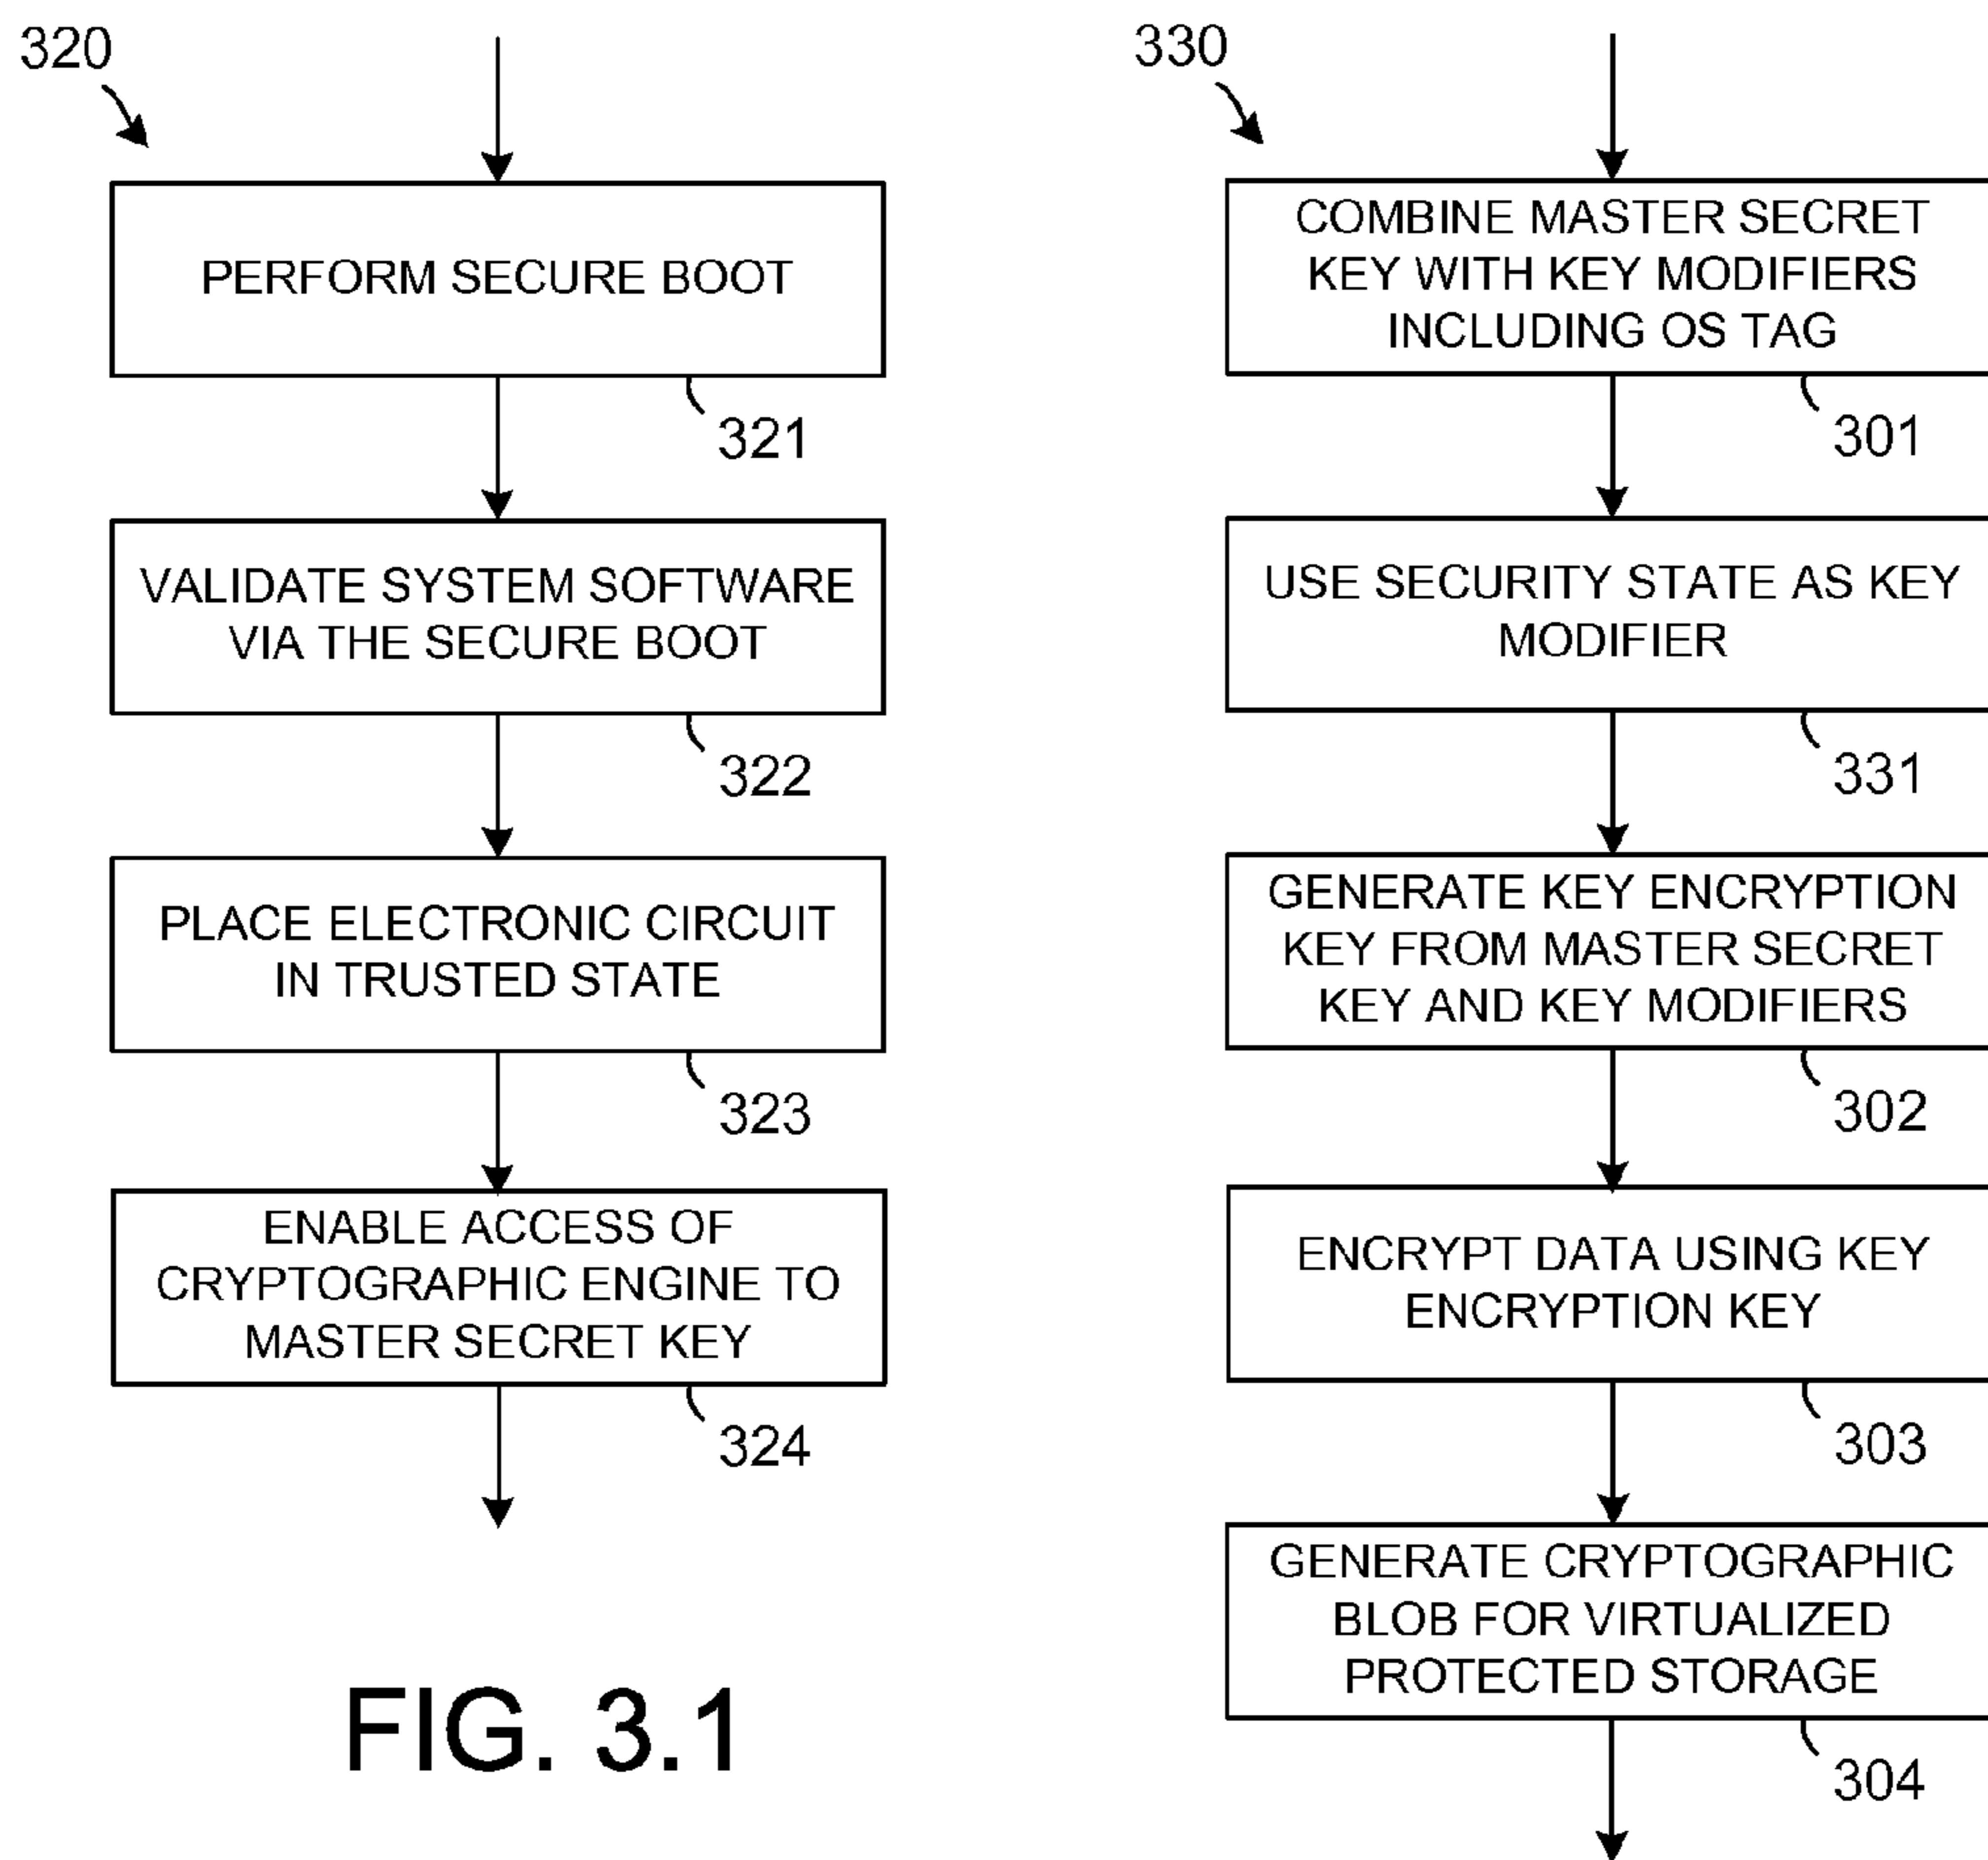 320
PERFORM SECURE BOOT
321
VALIDATE SYSTEM SOFTWARE
VIA THE SECURE BOOT
322
PLACE ELECTRONIC CIRCUIT
IN TRUSTED STATE
323
ENABLE ACCESS OF
CRYPTOGRAPHIC ENGINE TO
MASTER SECRET KEY
324
FIG. 3.1
330
COMBINE MASTER SECRET
KEY WITH KEY MODIFIERS
INCLUDING OS TAG
301
USE SECURITY STATE AS KEY
MODIFIER
331
GENERATE KEY ENCRYPTION
KEY FROM MASTER SECRET
KEY AND KEY MODIFIERS
302
ENCRYPT DATA USING KEY
ENCRYPTION KEY
303
GENERATE CRYPTOGRAPHIC
BLOB FOR VIRTUALIZED
PROTECTED STORAGE
304